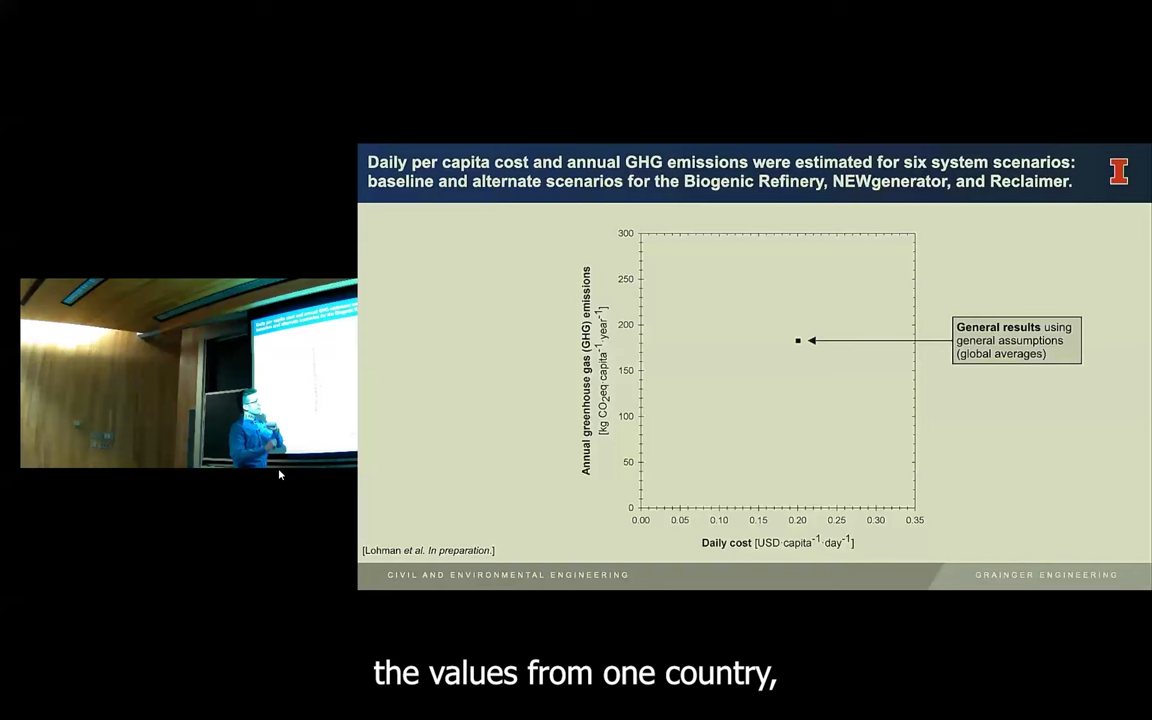 Daily per capita cost and annual GHG emissions were estimated for six system scenarios:
baseline and alternate scenarios for the Biogenic Refinery, NEWgenerator, and Reclaimer.
300
250
200
150
100
50
0
Annual greenhouse gas (GHG) emissions
[kg CO2eq·capita-1·year-1]
General results using
general assumptions
(global averages)
0.00 0.05 0.10 0.15 0.20 0.25 0.30 0.35
Daily cost [USD·capita-1·day-1]
[Lohman et al. In preparation.]
CIVIL AND ENVIRONMENTAL ENGINEERING
GRAINGER ENGINEERING
the values from one country,